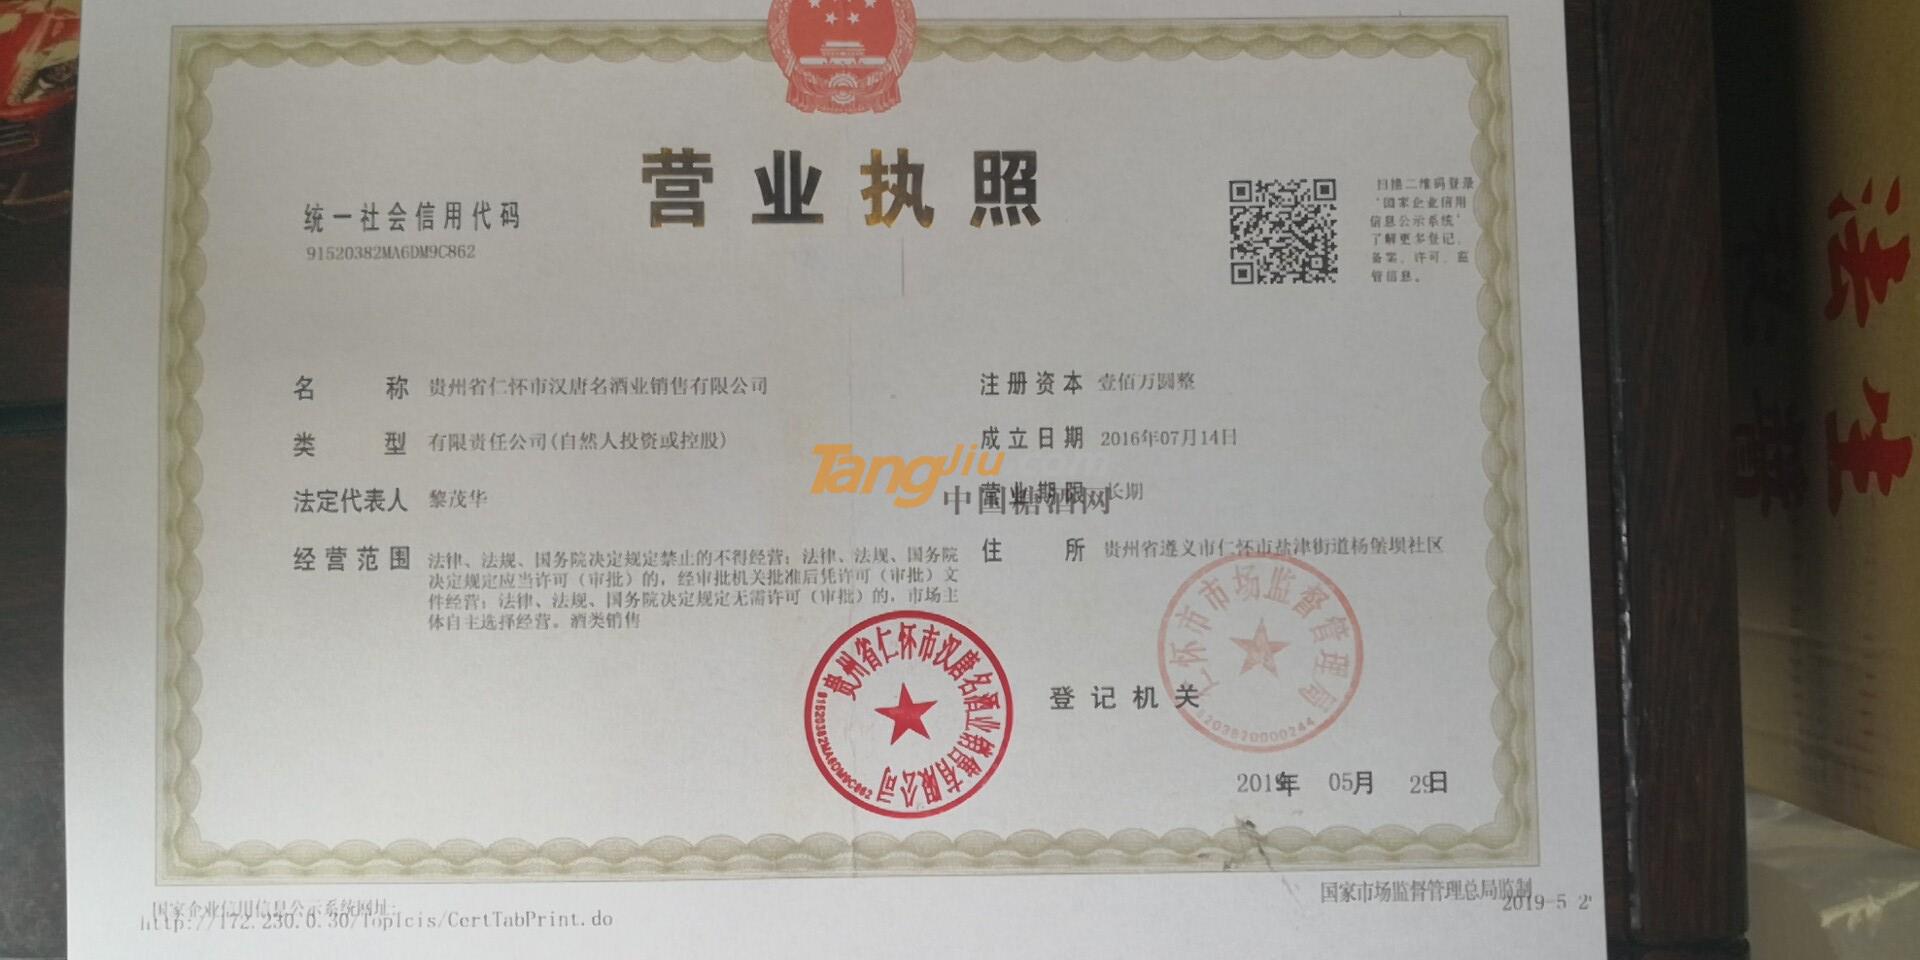 营业执照
统一社会信用代码
91520382MA6DM9C862
扫描二维码登录
“国家企业信用
信息公示系统”
了解更多登记、
备案、许可、监
管信息。
名称 贵州省仁怀市汉唐名酒业销售有限公司
类型 有限责任公司(自然人投资或控股)
法定代表人 黎茂华
经营范围 法律、法规、国务院决定规定禁止的不得经营;法律、法规、国务院
决定规定应当许可(审批)的,经审批机关批准后凭许可(审批)文
件经营;法律、法规、国务院决定规定无需许可(审批)的,市场主
体自主选择经营。酒类销售
注册资本 壹佰万圆整
成立日期 2016年07月14日
营业期限 长期
住所 贵州省遵义市仁怀市盐津街道杨堡坝社区
TangJiu.com
中国糖酒网
贵州省仁怀市汉唐名酒业销售有限公司
91520382MA6DM9C862
登记机关
仁怀市市场监督管理局
2019年 05月 29日
国家企业信用信息公示系统网址:
http://172.230.0.30/TopIcis/CertTabPrint.do
国家市场监督管理总局监制
2019-5-2